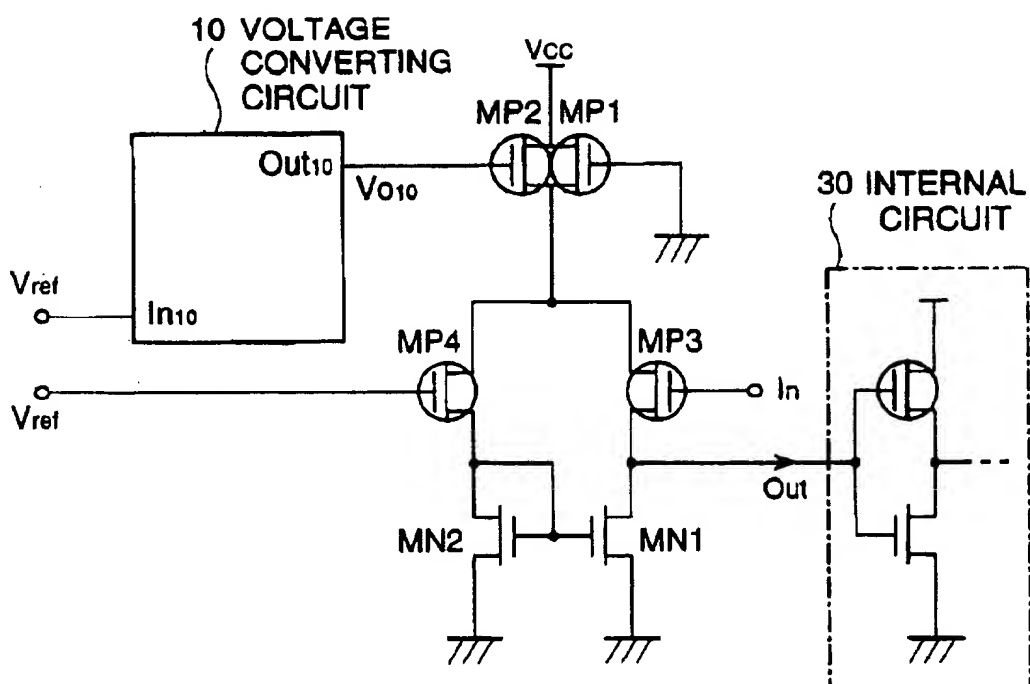 10 VOLTAGE
CONVERTING
CIRCUIT
Vcc
MP2 MP1
Out10
Vo10
30 INTERNAL
CIRCUIT
Vref
In10
MP4 MP3
Vref
In
Out
MN2 MN1